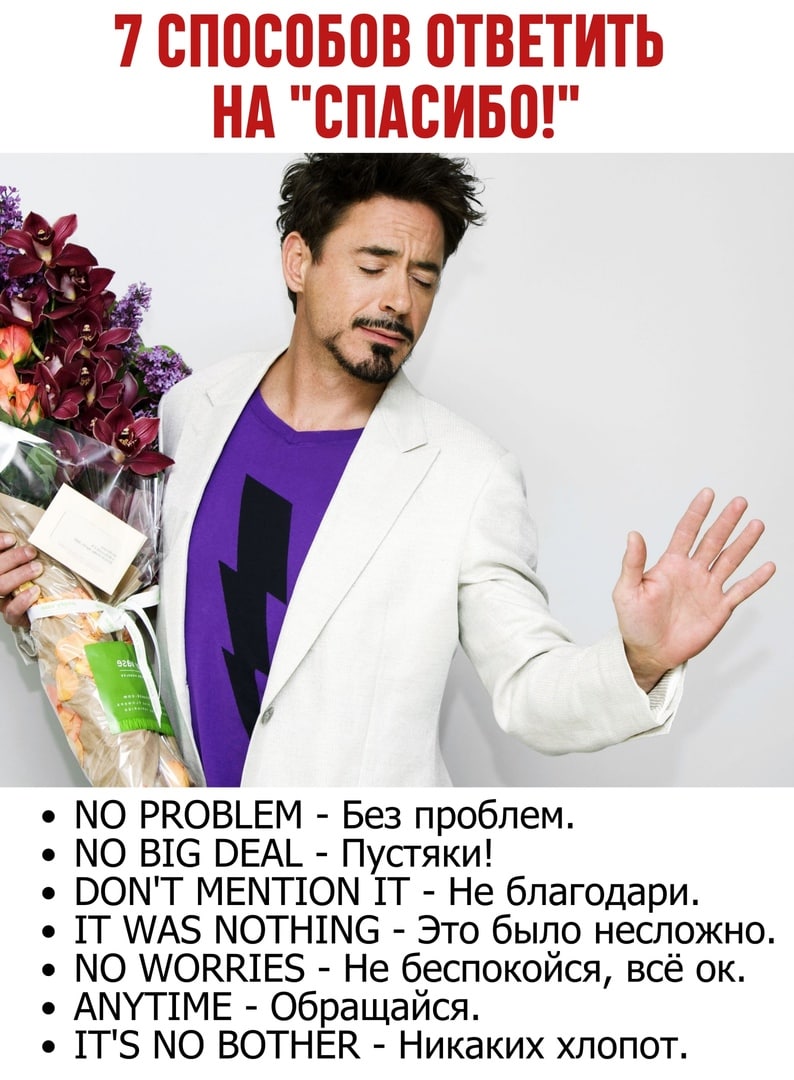 7 СПОСОБОВ ОТВЕТИТЬ
НА "СПАСИБО!"
• NO PROBLEM - Без проблем.
• NO BIG DEAL - Пустяки!
• DON'T MENTION IT - Не благодари.
• IT WAS NOTHING - Это было несложно.
• NO WORRIES - Не беспокойся, всё ок.
• ANYTIME - Обращайся.
• IT'S NO BOTHER - Никаких хлопот.